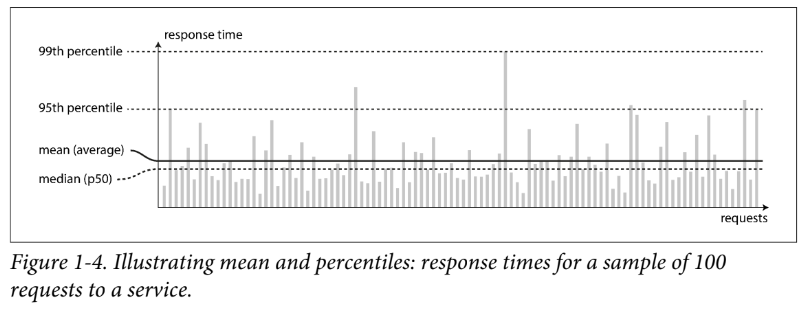 response time
99th percentile
95th percentile
mean (average)
median (p50)
requests
Figure 1-4. Illustrating mean and percentiles: response times for a sample of 100
requests to a service.